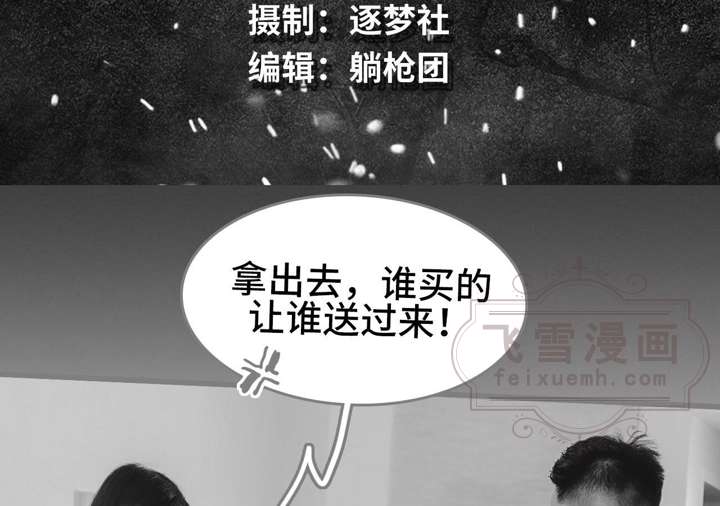 摄制：逐梦社
编辑：躺枪团
拿出去，谁买的
让谁送过来！
飞雪漫画
feixuemh.com